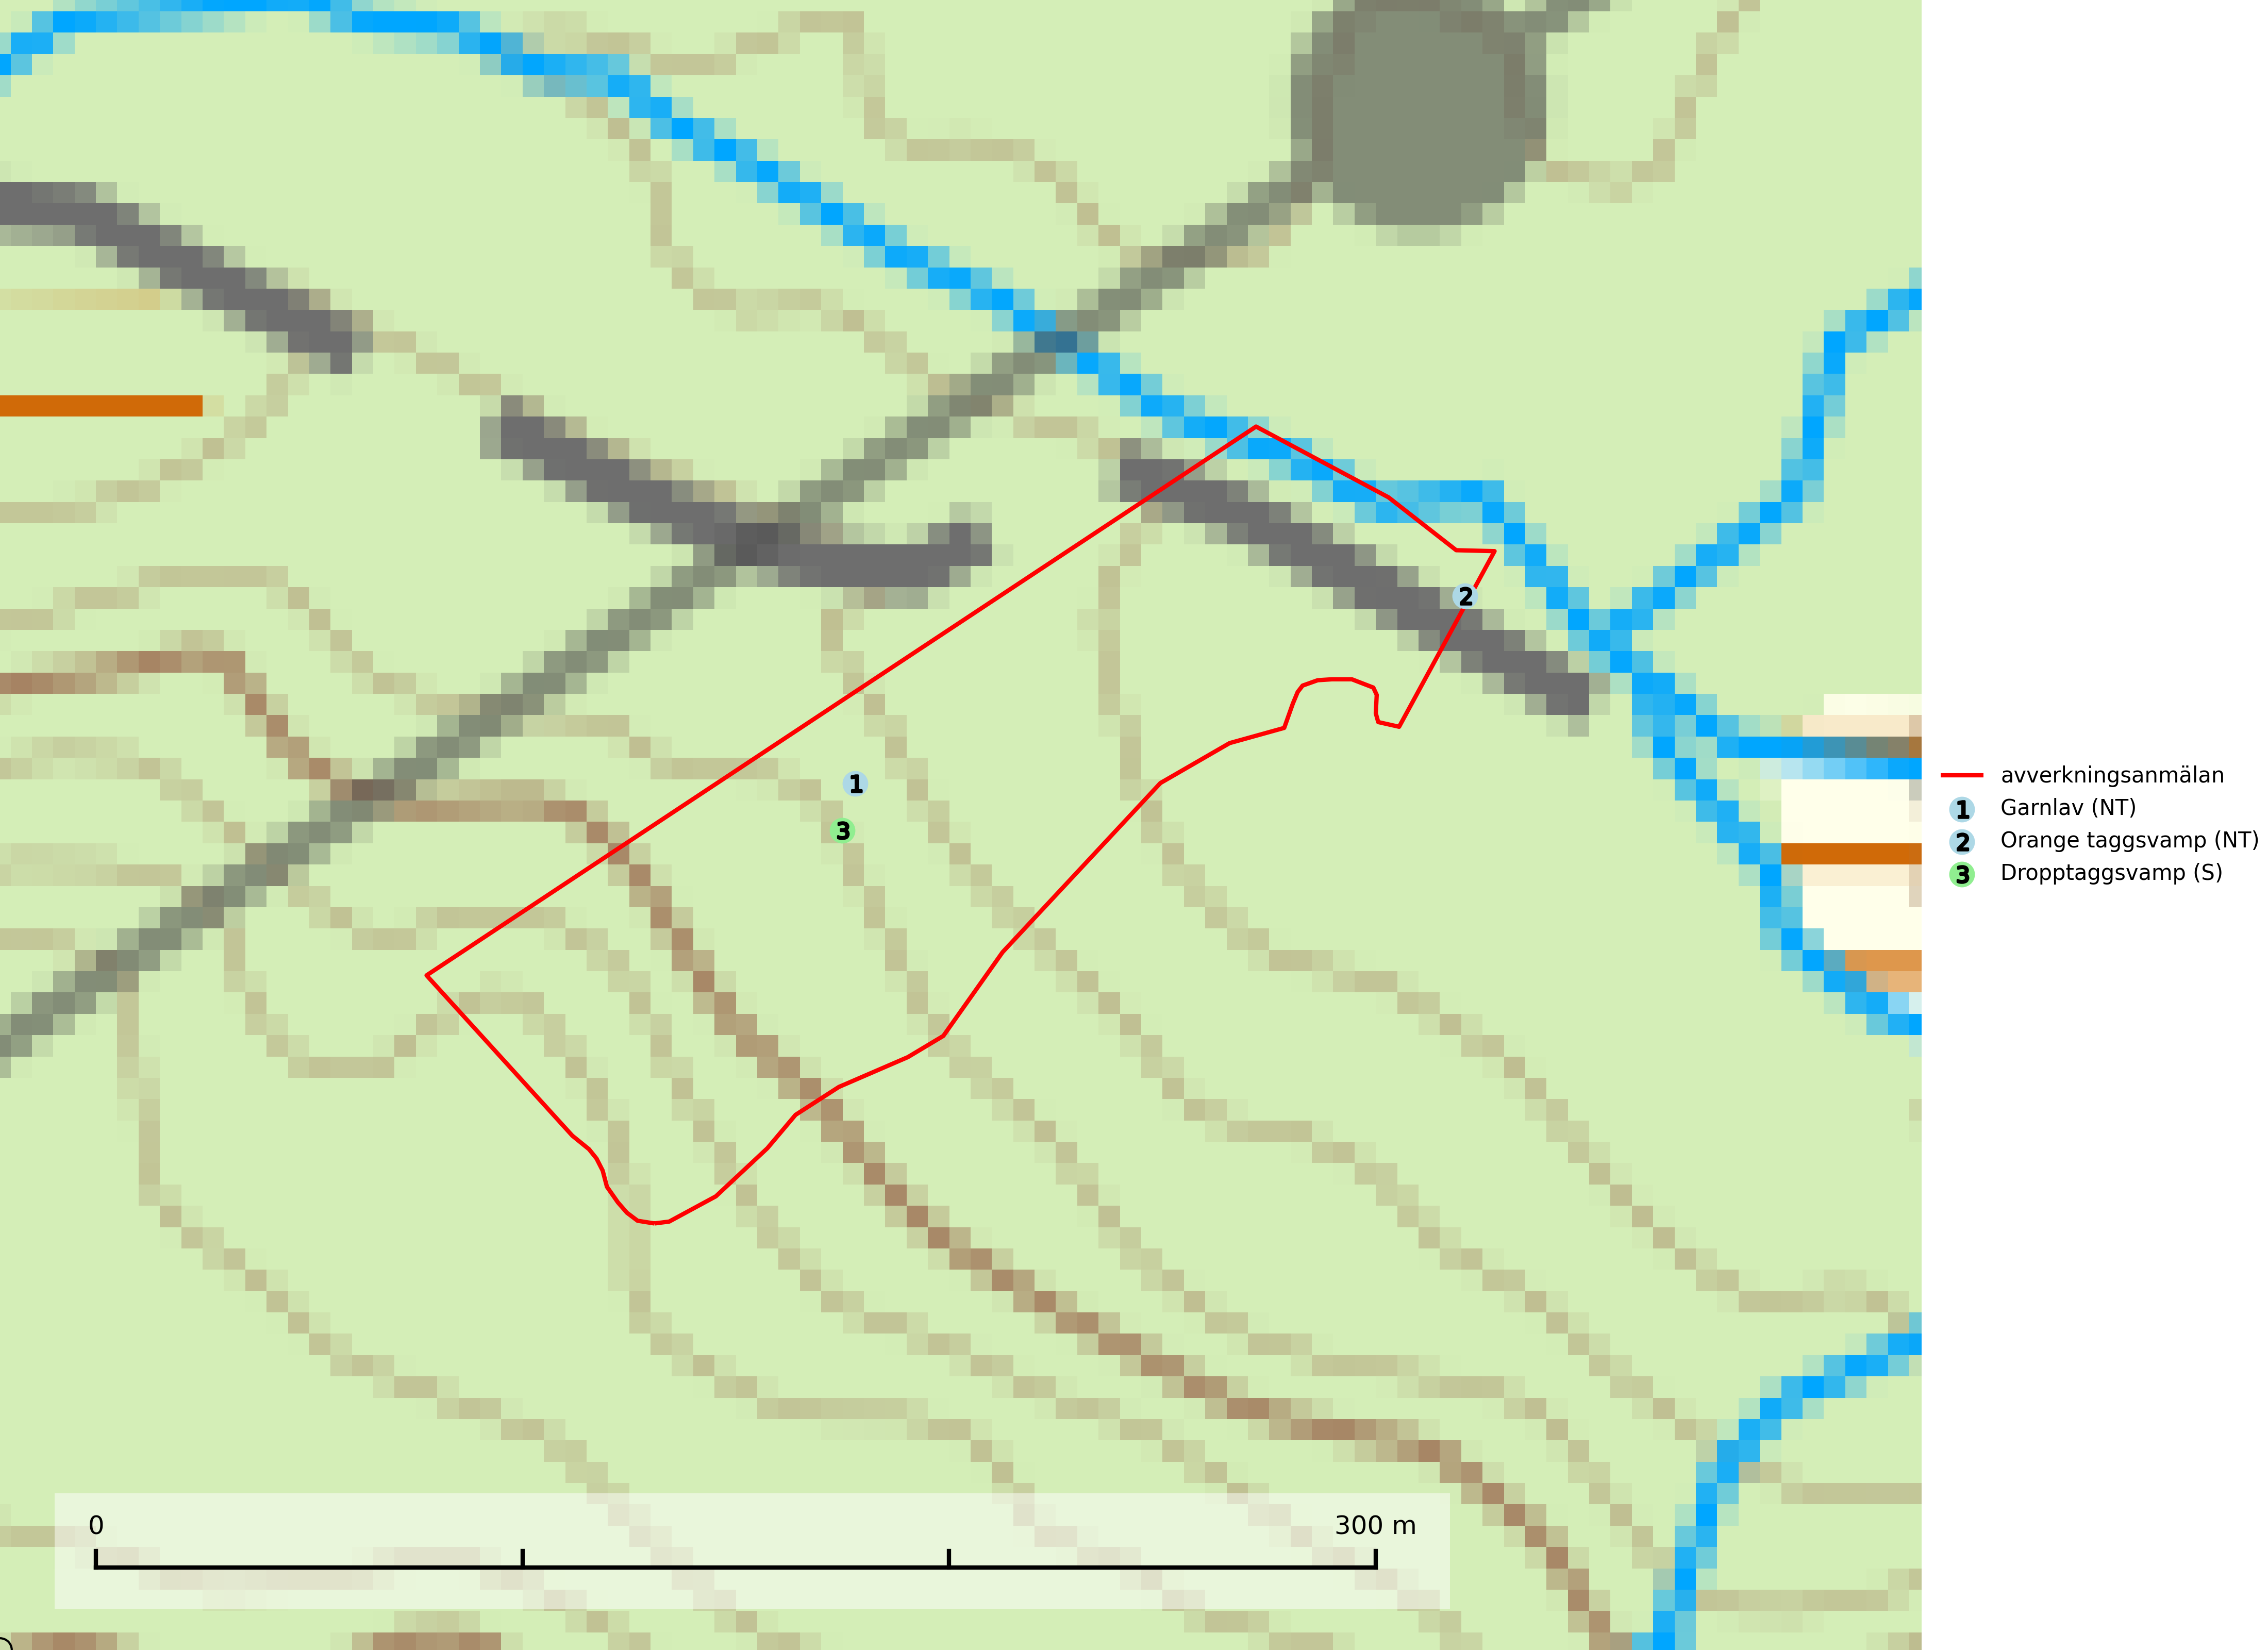 2
1
3
avverkningsanmälan
1 Garnlav (NT)
2 Orange taggsvamp (NT)
3 Dropptaggsvamp (S)
0 300 m